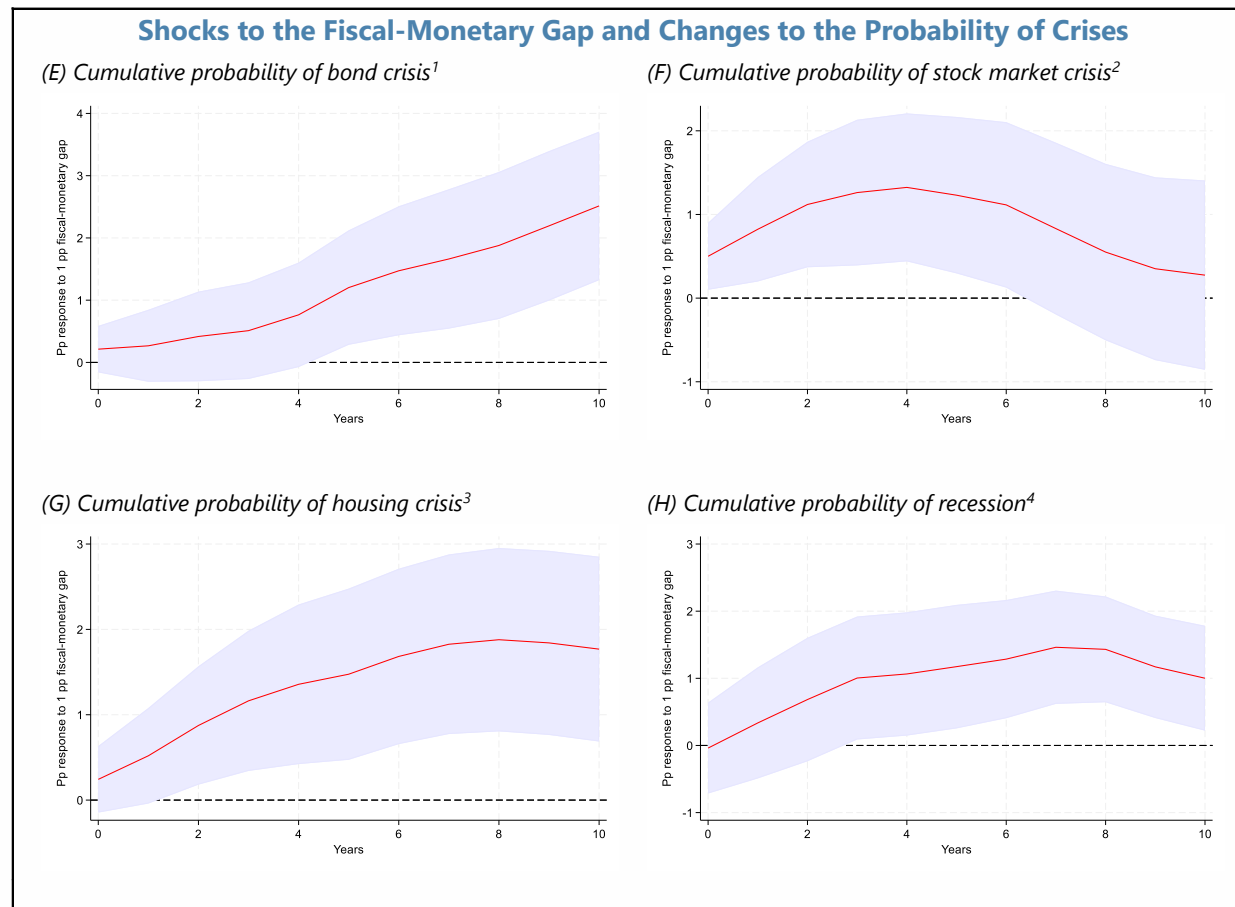 Shocks to the Fiscal-Monetary Gap and Changes to the Probability of Crises
(E) Cumulative probability of bond crisis¹
Pp response to 1 pp fiscal-monetary gap
4
3
2
1
0
0 2 4 6 8 10
Years
(F) Cumulative probability of stock market crisis²
Pp response to 1 pp fiscal-monetary gap
2
1
0
-1
0 2 4 6 8 10
Years
(G) Cumulative probability of housing crisis³
Pp response to 1 pp fiscal-monetary gap
3
2
1
0
0 2 4 6 8 10
Years
(H) Cumulative probability of recession⁴
Pp response to 1 pp fiscal-monetary gap
3
2
1
0
-1
0 2 4 6 8 10
Years